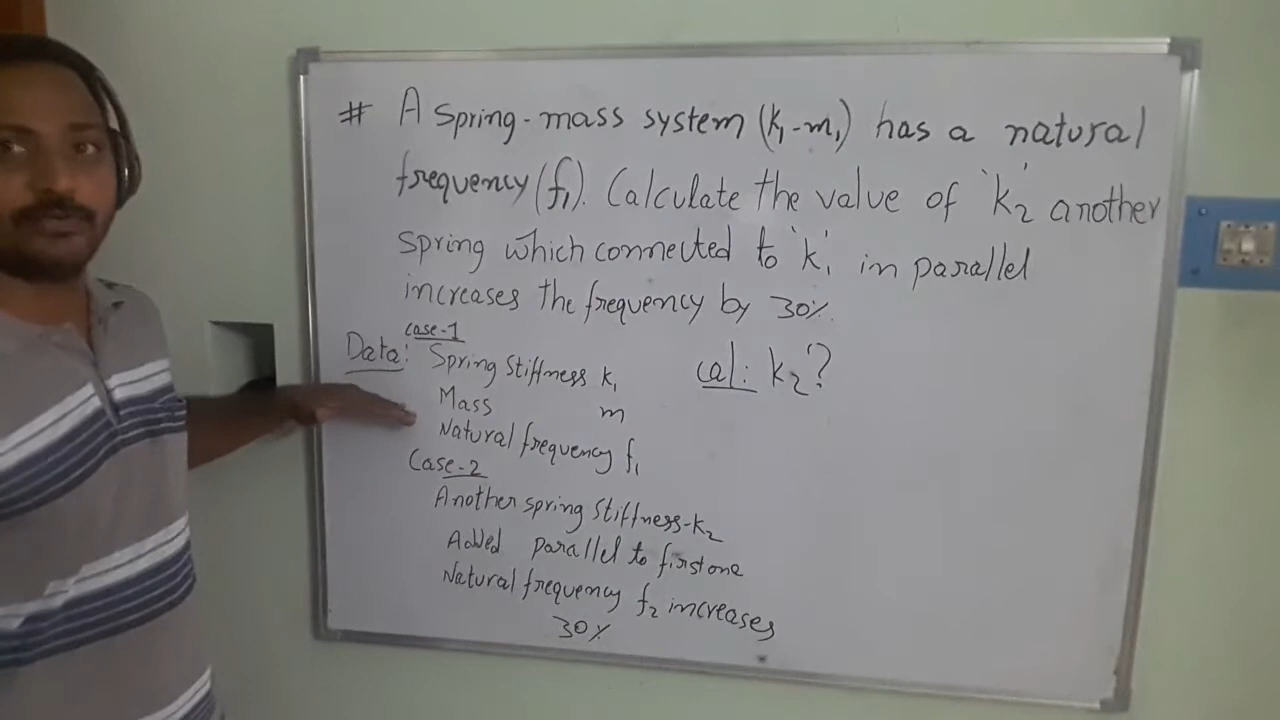 # A Spring-mass system (k1-m1) has a natural
frequency (f1). Calculate the value of 'k2' another
spring which connected to 'k1' in parallel
increases the frequency by 30%.
Case-1
Data: Spring Stiffness k1
cal: k2?
Mass m
Natural frequency f1
Case-2
Another spring Stiffness-k2
Added parallel to first one
Natural frequency f2 increases
30%